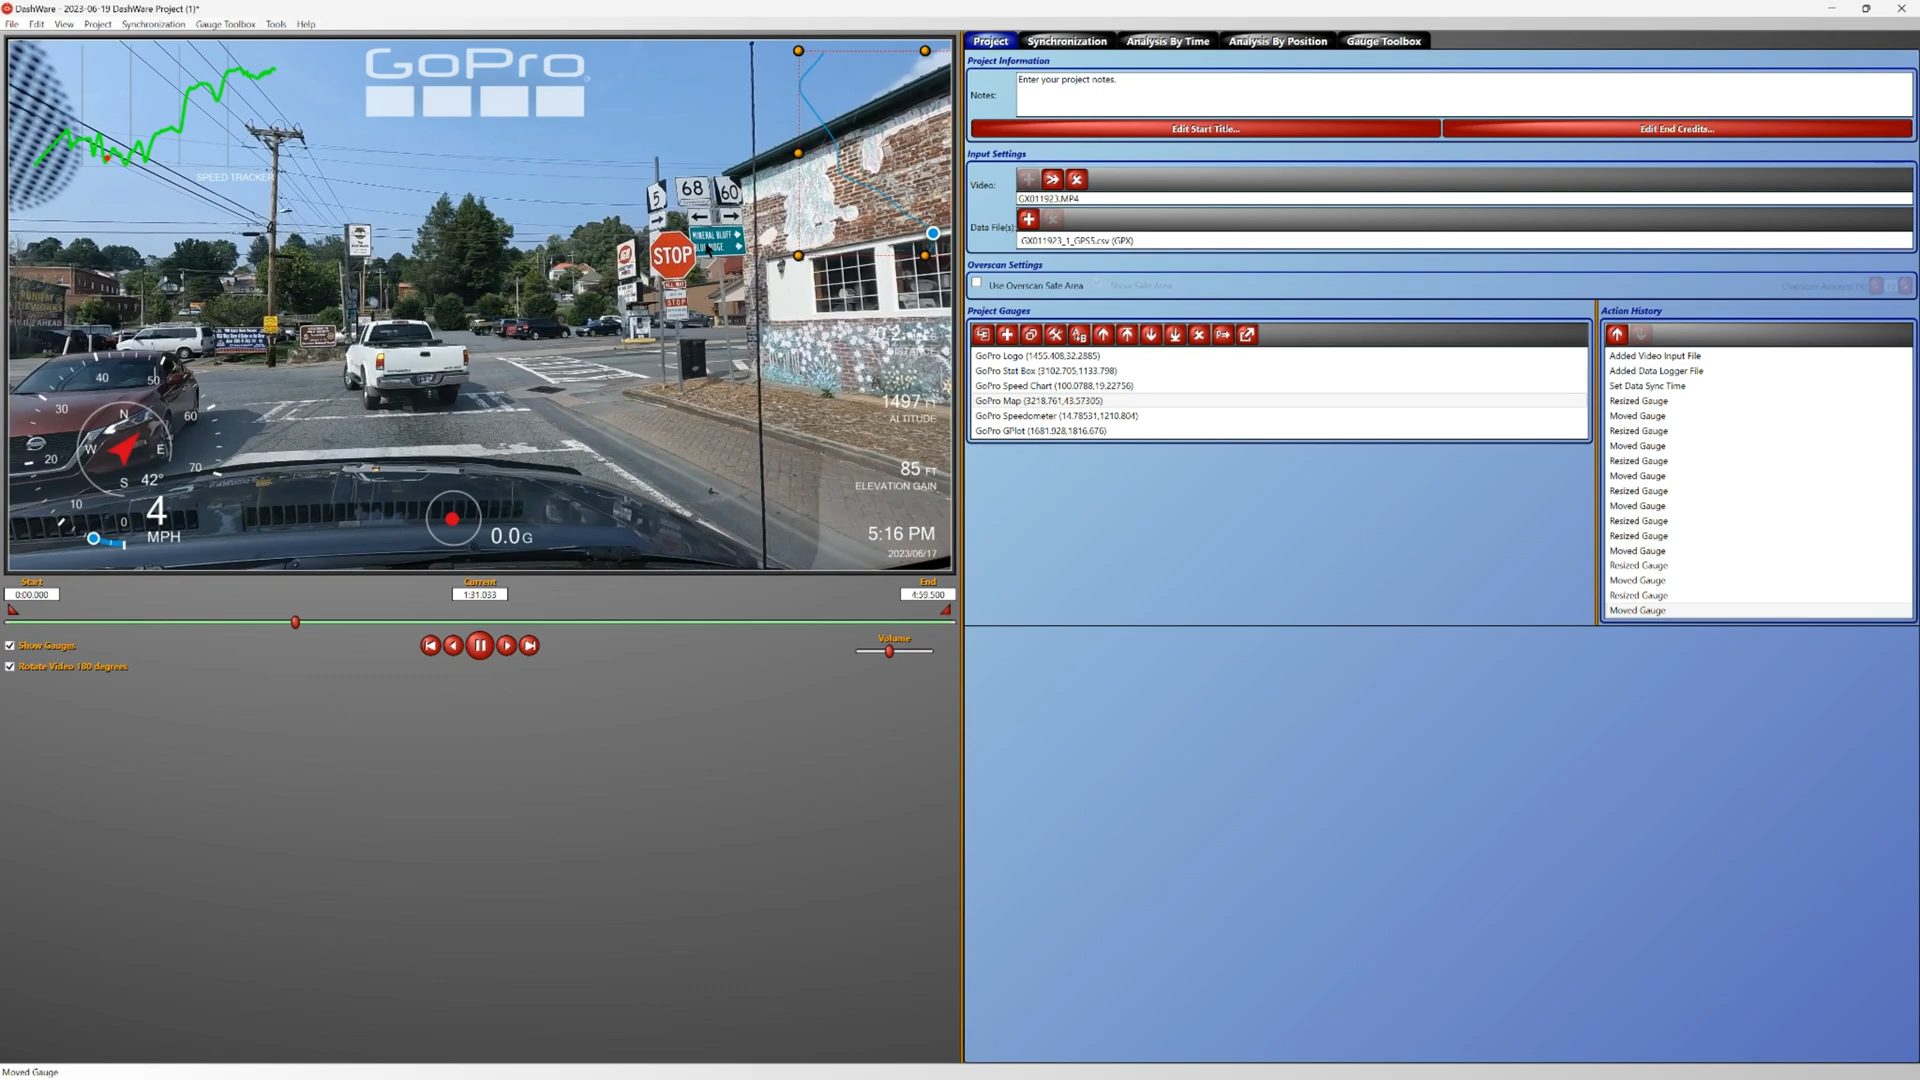 DashWare - 2023-06-19 DashWare Project (1)*
File Edit View Project Synchronization Gauge Toolbox Tools Help
GoPro
SPEED TRACKER
5
68
60
MINERAL BLUFF
STOP
ALL WAY
STOP
MILES
DISTANCE
1497 FT
ALTITUDE
85 FT
ELEVATION GAIN
5:16 PM
2023/06/17
0 10 20 30 40 50 60 70
N
W E
S 42°
4
MPH
0.0G
Start Current End
0:00.000 1:31.033 4:59.500
Show Gauges
Rotate Video 180 degrees
Volume
Project Synchronization Analysis By Time Analysis By Position Gauge Toolbox
Project Information
Notes: Enter your project notes.
Edit Start Title... Edit End Credits...
Input Settings
Video:
GX011923.MP4
Data File(s):
GX011923_1_GPS5.csv (GPX)
Overscan Settings
Use Overscan Safe Area Show Safe Area
Project Gauges
GoPro Logo (1455.408,32.2885)
GoPro Stat Box (3102.705,1133.798)
GoPro Speed Chart (100.0788,19.22756)
GoPro Map (3218.761,43.57305)
GoPro Speedometer (14.78531,1210.804)
GoPro GPlot (1681.928,1816.676)
Action History
Added Video Input File
Added Data Logger File
Set Data Sync Time
Resized Gauge
Moved Gauge
Resized Gauge
Moved Gauge
Resized Gauge
Moved Gauge
Resized Gauge
Moved Gauge
Resized Gauge
Resized Gauge
Moved Gauge
Resized Gauge
Moved Gauge
Resized Gauge
Moved Gauge
Moved Gauge